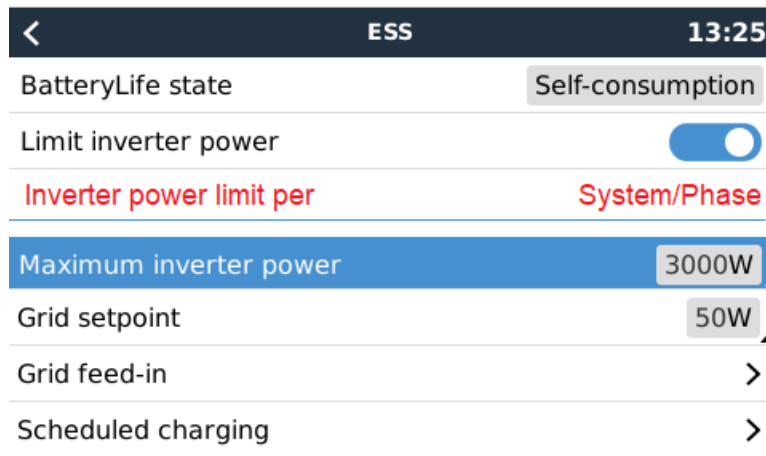 ESS 13:25
BatteryLife state Self-consumption
Limit inverter power
Inverter power limit per System/Phase
Maximum inverter power 3000W
Grid setpoint 50W
Grid feed-in
Scheduled charging